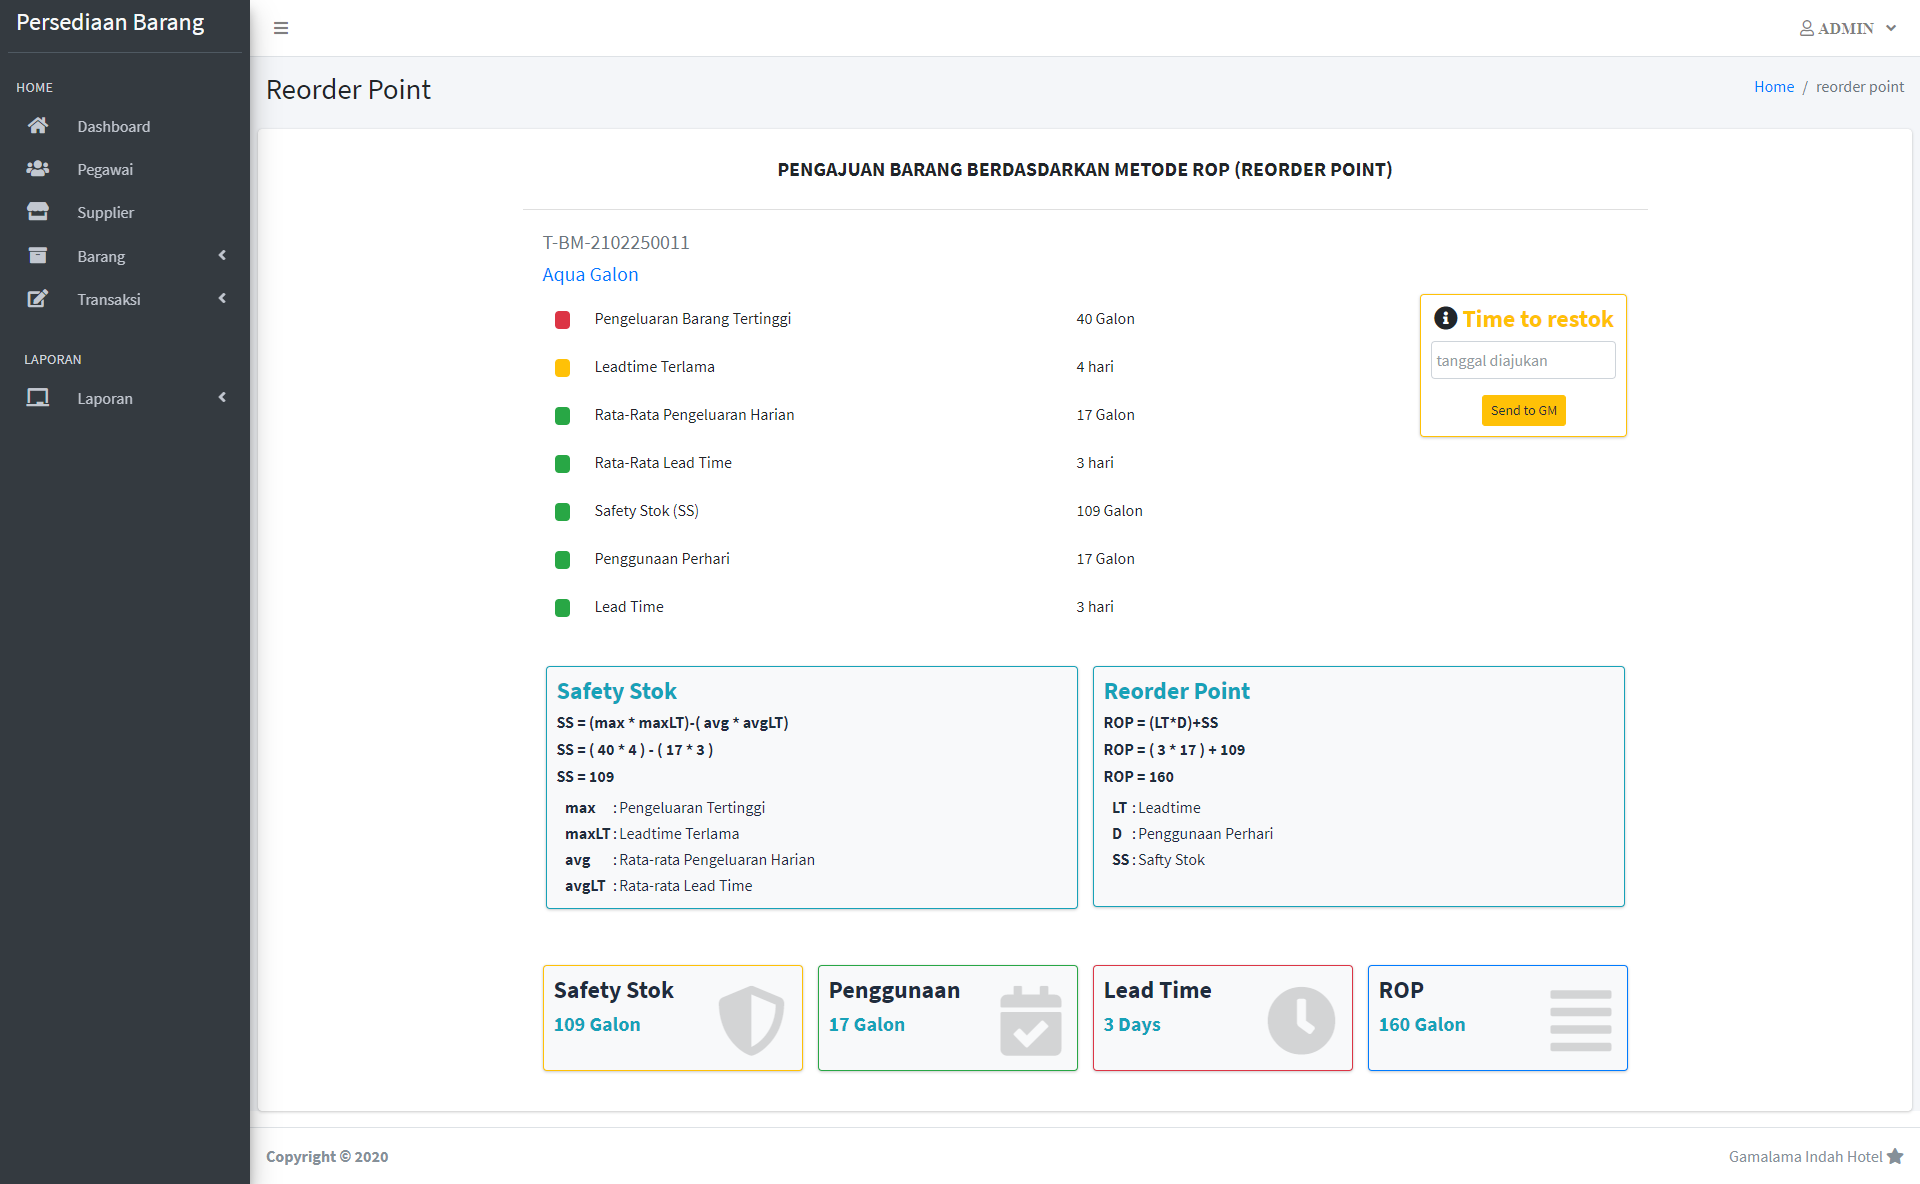 Persediaan Barang
ADMIN
HOME
Dashboard
Pegawai
Supplier
Barang
Transaksi
LAPORAN
Laporan
Reorder Point
Home / reorder point
PENGAJUAN BARANG BERDASDARKAN METODE ROP (REORDER POINT)
T-BM-2102250011
Aqua Galon
Pengeluaran Barang Tertinggi 40 Galon
Leadtime Terlama 4 hari
Rata-Rata Pengeluaran Harian 17 Galon
Rata-Rata Lead Time 3 hari
Safety Stok (SS) 109 Galon
Penggunaan Perhari 17 Galon
Lead Time 3 hari
Time to restok
tanggal diajukan
Send to GM
Safety Stok
SS = (max * maxLT)-( avg * avgLT)
SS = ( 40 * 4 ) - ( 17 * 3 )
SS = 109
max : Pengeluaran Tertinggi
maxLT : Leadtime Terlama
avg : Rata-rata Pengeluaran Harian
avgLT : Rata-rata Lead Time
Reorder Point
ROP = (LT*D)+SS
ROP = ( 3 * 17 ) + 109
ROP = 160
LT : Leadtime
D : Penggunaan Perhari
SS : Safty Stok
Safety Stok
109 Galon
Penggunaan
17 Galon
Lead Time
3 Days
ROP
160 Galon
Copyright © 2020
Gamalama Indah Hotel